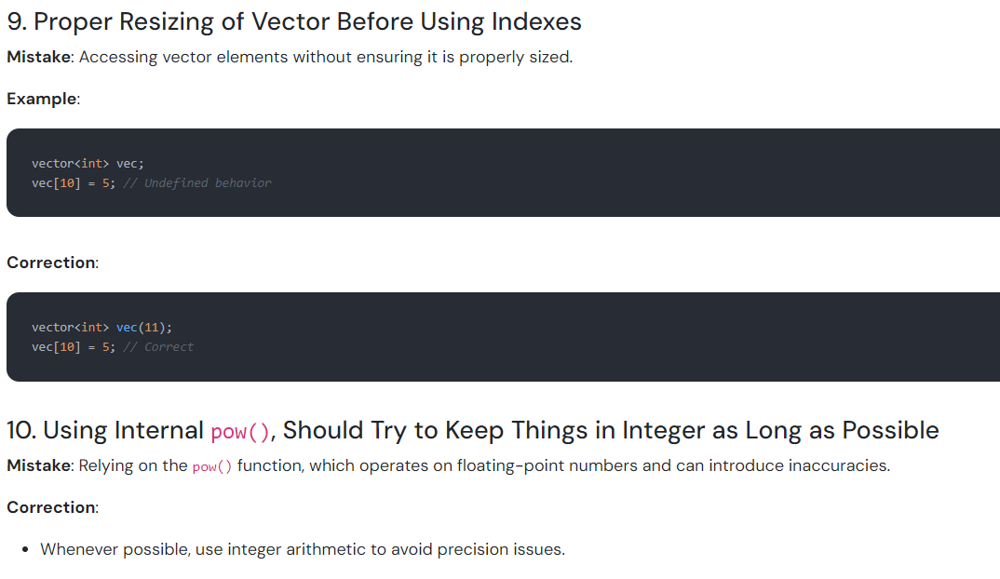 9. Proper Resizing of Vector Before Using Indexes
Mistake: Accessing vector elements without ensuring it is properly sized.
Example:
vector<int> vec;
vec[10] = 5; // Undefined behavior
Correction:
vector<int> vec(11);
vec[10] = 5; // Correct
10. Using Internal pow(), Should Try to Keep Things in Integer as Long as Possible
Mistake: Relying on the pow() function, which operates on floating-point numbers and can introduce inaccuracies.
Correction:
• Whenever possible, use integer arithmetic to avoid precision issues.